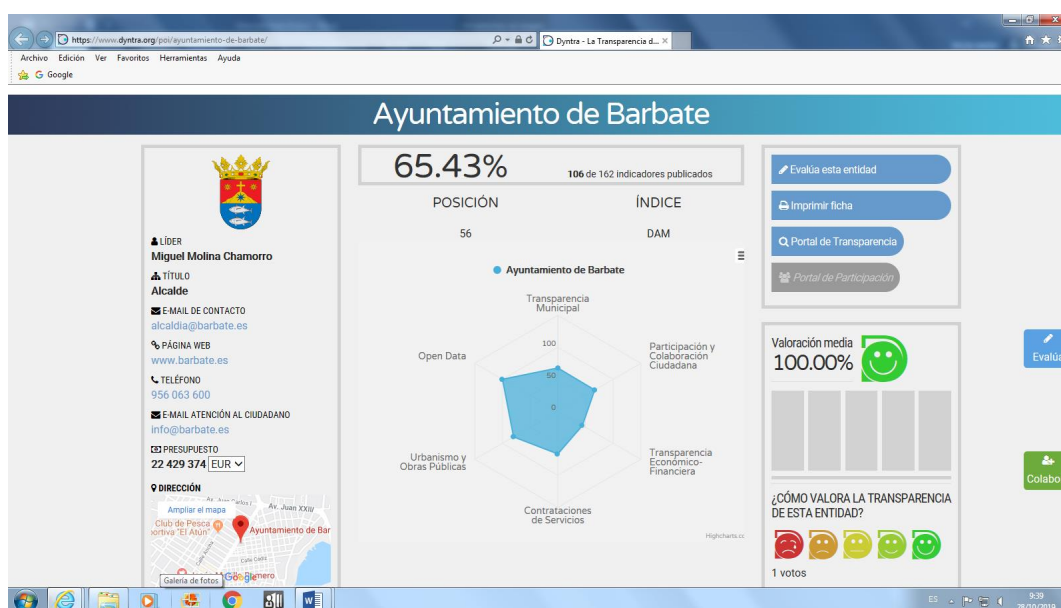 https://www.dyntra.org/poi/ayuntamiento-de-barbate/
Dyntra - La Transparencia d...
Archivo Edición Ver Favoritos Herramientas Ayuda
Google
Ayuntamiento de Barbate
LÍDER
Miguel Molina Chamorro
TÍTULO
Alcalde
E-MAIL DE CONTACTO
alcaldia@barbate.es
PÁGINA WEB
www.barbate.es
TELÉFONO
956 063 600
E-MAIL ATENCIÓN AL CIUDADANO
info@barbate.es
PRESUPUESTO
22 429 374 EUR
DIRECCIÓN
Ampliar el mapa
Av. Juan XXIII
Club de Pesca
"El Atún"
Ayuntamiento de Bar
Galería de fotos
Google
65.43%
106 de 162 indicadores publicados
POSICIÓN ÍNDICE
56 DAM
Ayuntamiento de Barbate
Transparencia
Municipal
100
50
0
Open Data
Participación y
Colaboración
Ciudadana
Urbanismo y
Obras Públicas
Transparencia
Económico-
Financiera
Contrataciones
de Servicios
Highcharts.cc
Evalúa esta entidad
Imprimir ficha
Portal de Transparencia
Portal de Participación
Valoración media
100.00%
¿CÓMO VALORA LA TRANSPARENCIA
DE ESTA ENTIDAD?
1 votos
Evalúa
Colabo
ES
9:39
28/10/2019